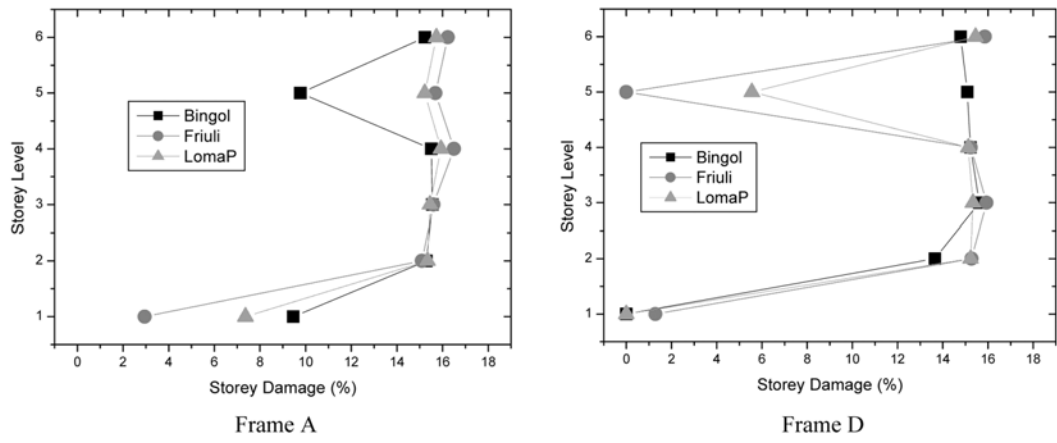 6
5
4
3
2
1
Storey Level
Bingol
Friuli
LomaP
0 2 4 6 8 10 12 14 16 18
Storey Damage (%)
Frame A
6
5
4
3
2
1
Storey Level
Bingol
Friuli
LomaP
0 2 4 6 8 10 12 14 16 18
Storey Damage (%)
Frame D